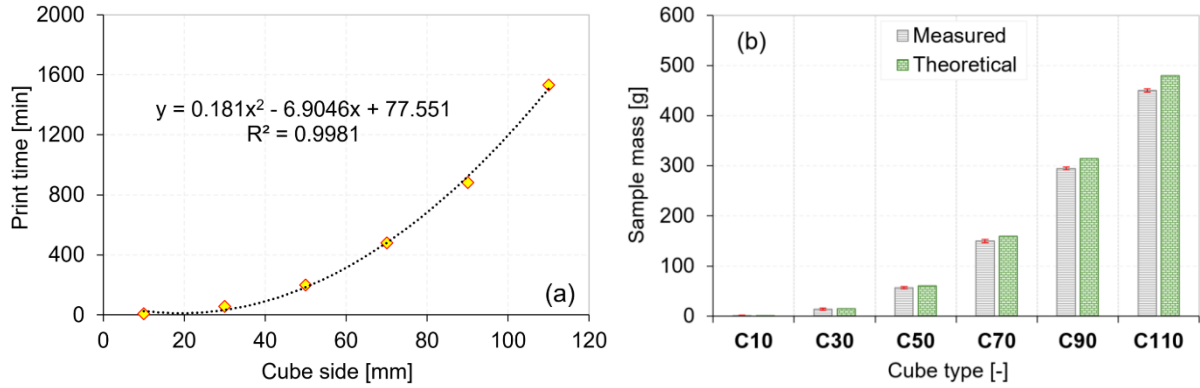 2000
1600
1200
800
400
0
Print time [min]
y = 0.181x² - 6.9046x + 77.551
R² = 0.9981
(a)
0 20 40 60 80 100 120
Cube side [mm]
600
500
400
300
200
100
0
Sample mass [g]
(b)
Measured
Theoretical
C10 C30 C50 C70 C90 C110
Cube type [-]